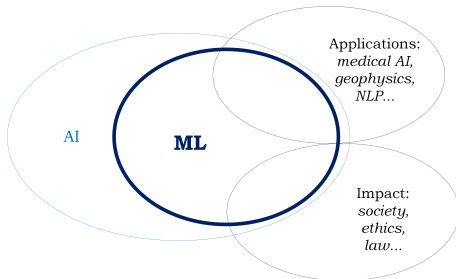 Applications:
medical AI,
geophysics,
NLP...
AI
ML
Impact:
society,
ethics,
law...